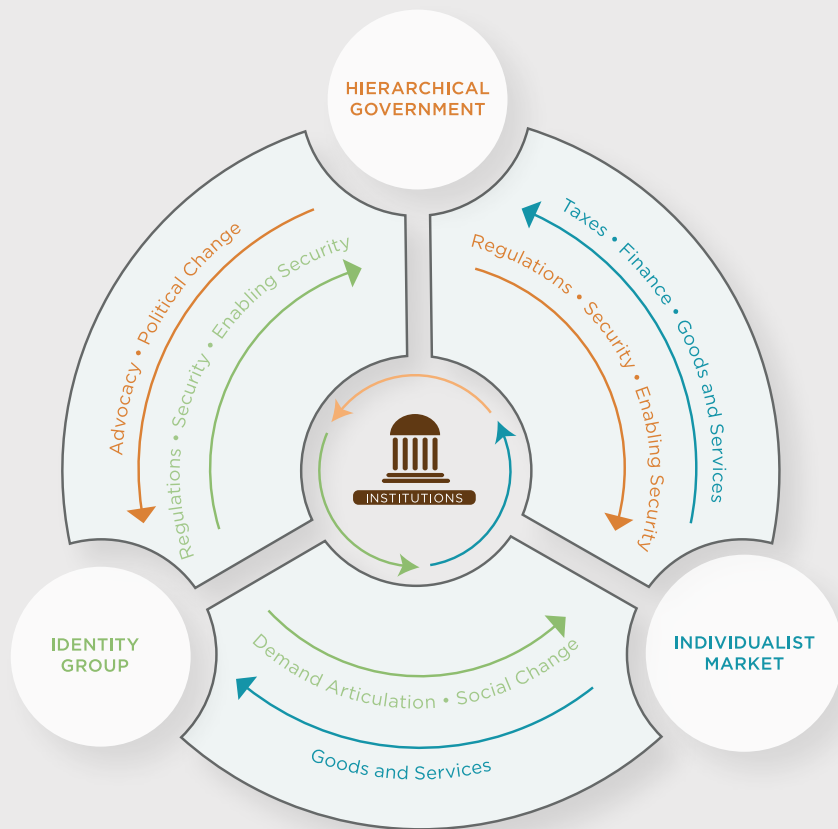 HIERARCHICAL
GOVERNMENT
Advocacy • Political Change
Regulations • Security • Enabling Security
Taxes • Finance • Goods and Services
Regulations • Security • Enabling Security
INSTITUTIONS
IDENTITY
GROUP
INDIVIDUALIST
MARKET
Demand Articulation • Social Change
Goods and Services